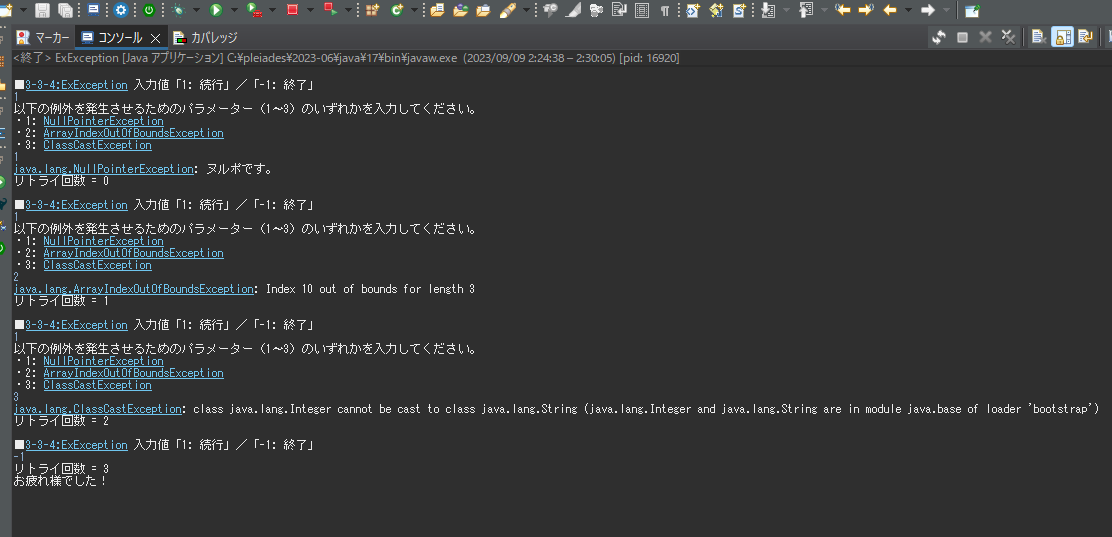 マーカー コンソール カバレッジ
<終了> ExException [Java アプリケーション] C:¥pleiades¥2023-06¥java¥17¥bin¥javaw.exe (2023/09/09 2:24:38 – 2:30:05) [pid: 16920]
■3-3-4:ExException 入力値「1: 続行」／「-1: 終了」
1
以下の例外を発生させるためのパラメーター（1～3）のいずれかを入力してください。
・1: NullPointerException
・2: ArrayIndexOutOfBoundsException
・3: ClassCastException
1
java.lang.NullPointerException: ヌルポです。
リトライ回数 = 0
■3-3-4:ExException 入力値「1: 続行」／「-1: 終了」
1
以下の例外を発生させるためのパラメーター（1～3）のいずれかを入力してください。
・1: NullPointerException
・2: ArrayIndexOutOfBoundsException
・3: ClassCastException
2
java.lang.ArrayIndexOutOfBoundsException: Index 10 out of bounds for length 3
リトライ回数 = 1
■3-3-4:ExException 入力値「1: 続行」／「-1: 終了」
1
以下の例外を発生させるためのパラメーター（1～3）のいずれかを入力してください。
・1: NullPointerException
・2: ArrayIndexOutOfBoundsException
・3: ClassCastException
3
java.lang.ClassCastException: class java.lang.Integer cannot be cast to class java.lang.String (java.lang.Integer and java.lang.String are in module java.base of loader 'bootstrap')
リトライ回数 = 2
■3-3-4:ExException 入力値「1: 続行」／「-1: 終了」
-1
リトライ回数 = 3
お疲れ様でした！